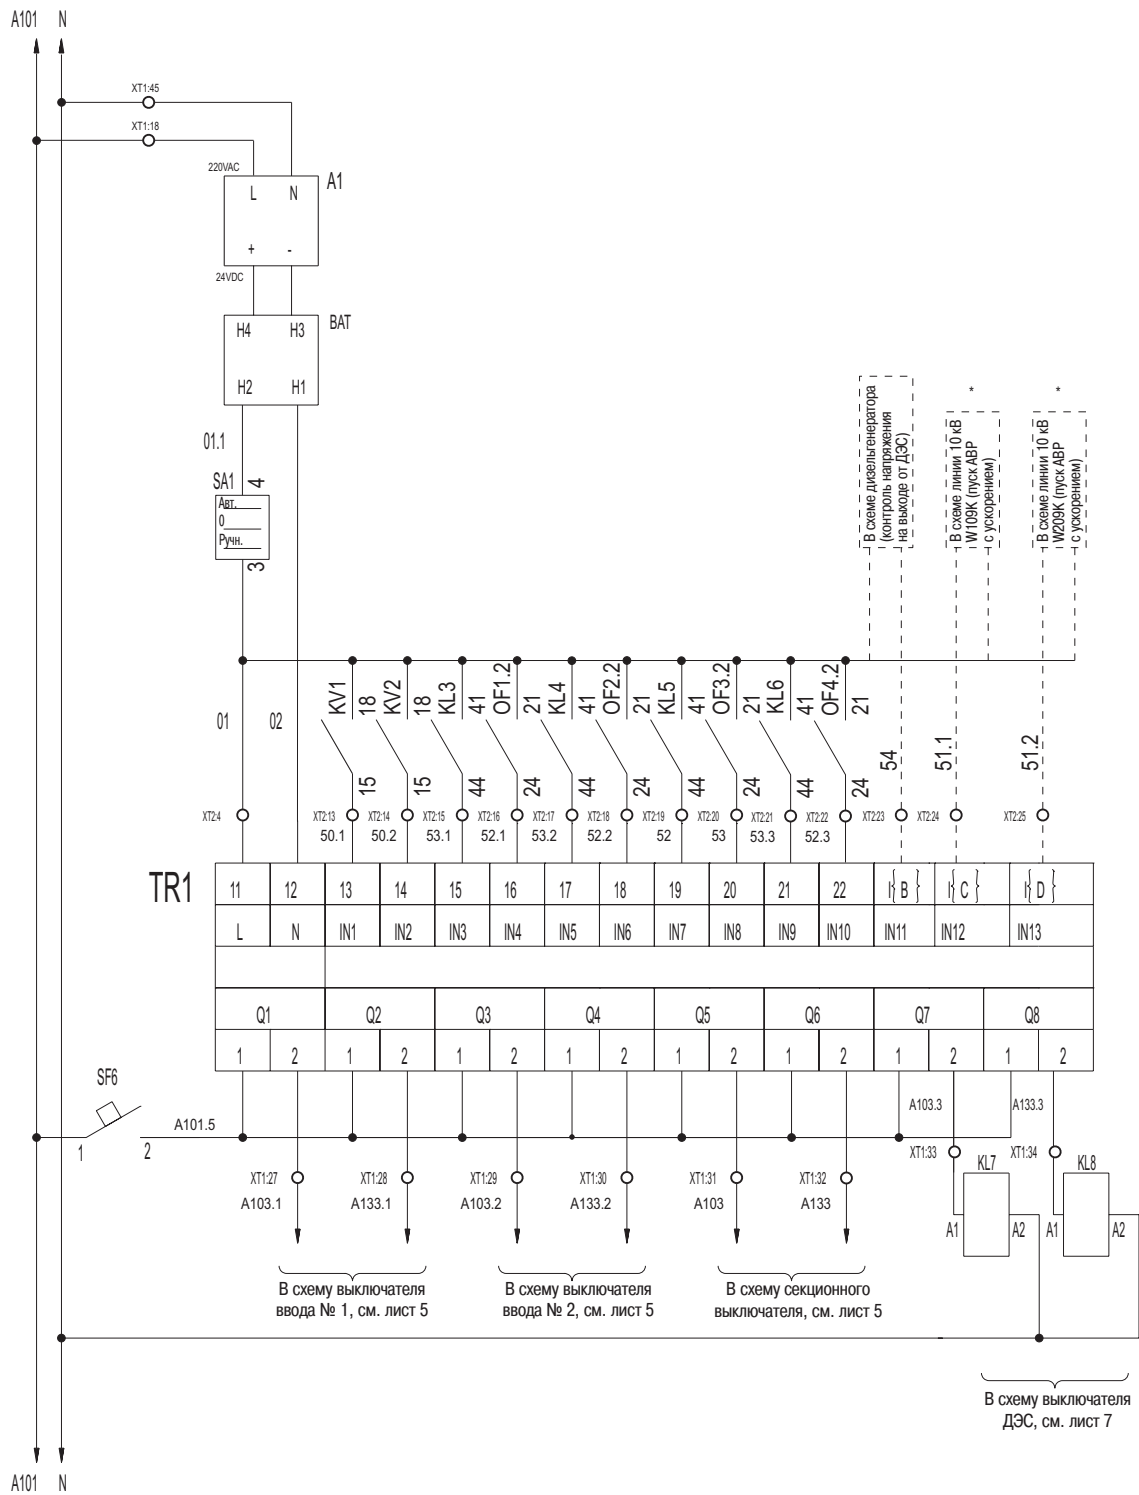 A101 N
XT1:45
XT1:18
220VAC
L N
A1
+ -
24VDC
H4 H3
BAT
H2 H1
01.1
SA1
4
Авт.
0
Ручн.
3
В схеме дизельгенератора
(контроль напряжения
на выходе от ДЭС)
*
В схеме линии 10 кВ
W109K (пуск АВР
с ускорением)
*
В схеме линии 10 кВ
W209K (пуск АВР
с ускорением)
01 02
KV1 18 KV2 18 KL3 41 OF1.2 21 KL4 41 OF2.2 21 KL5 41 OF3.2 21 KL6 41 OF4.2 21
15 15 44 24 44 24 44 24 44 24
54 51.1 51.2
XT2:4 XT2:13 XT2:14 XT2:15 XT2:16 XT2:17 XT2:18 XT2:19 XT2:20 XT2:21 XT2:22 XT2:23 XT2:24 XT2:25
50.1 50.2 53.1 52.1 53.2 52.2 52 53 53.3 52.3
TR1
11 12 13 14 15 16 17 18 19 20 21 22 I{ B } I{ C } I{ D }
L N IN1 IN2 IN3 IN4 IN5 IN6 IN7 IN8 IN9 IN10 IN11 IN12 IN13
Q1 Q2 Q3 Q4 Q5 Q6 Q7 Q8
1 2 1 2 1 2 1 2 1 2 1 2 1 2 1 2
SF6
1 2
A101.5
A103.3 A133.3
XT1:27 XT1:28 XT1:29 XT1:30 XT1:31 XT1:32 XT1:33 XT1:34
A103.1 A133.1 A103.2 A133.2 A103 A133
KL7 KL8
A1 A2 A1 A2
В схему выключателя
ввода № 1, см. лист 5
В схему выключателя
ввода № 2, см. лист 5
В схему секционного
выключателя, см. лист 5
В схему выключателя
ДЭС, см. лист 7
A101 N